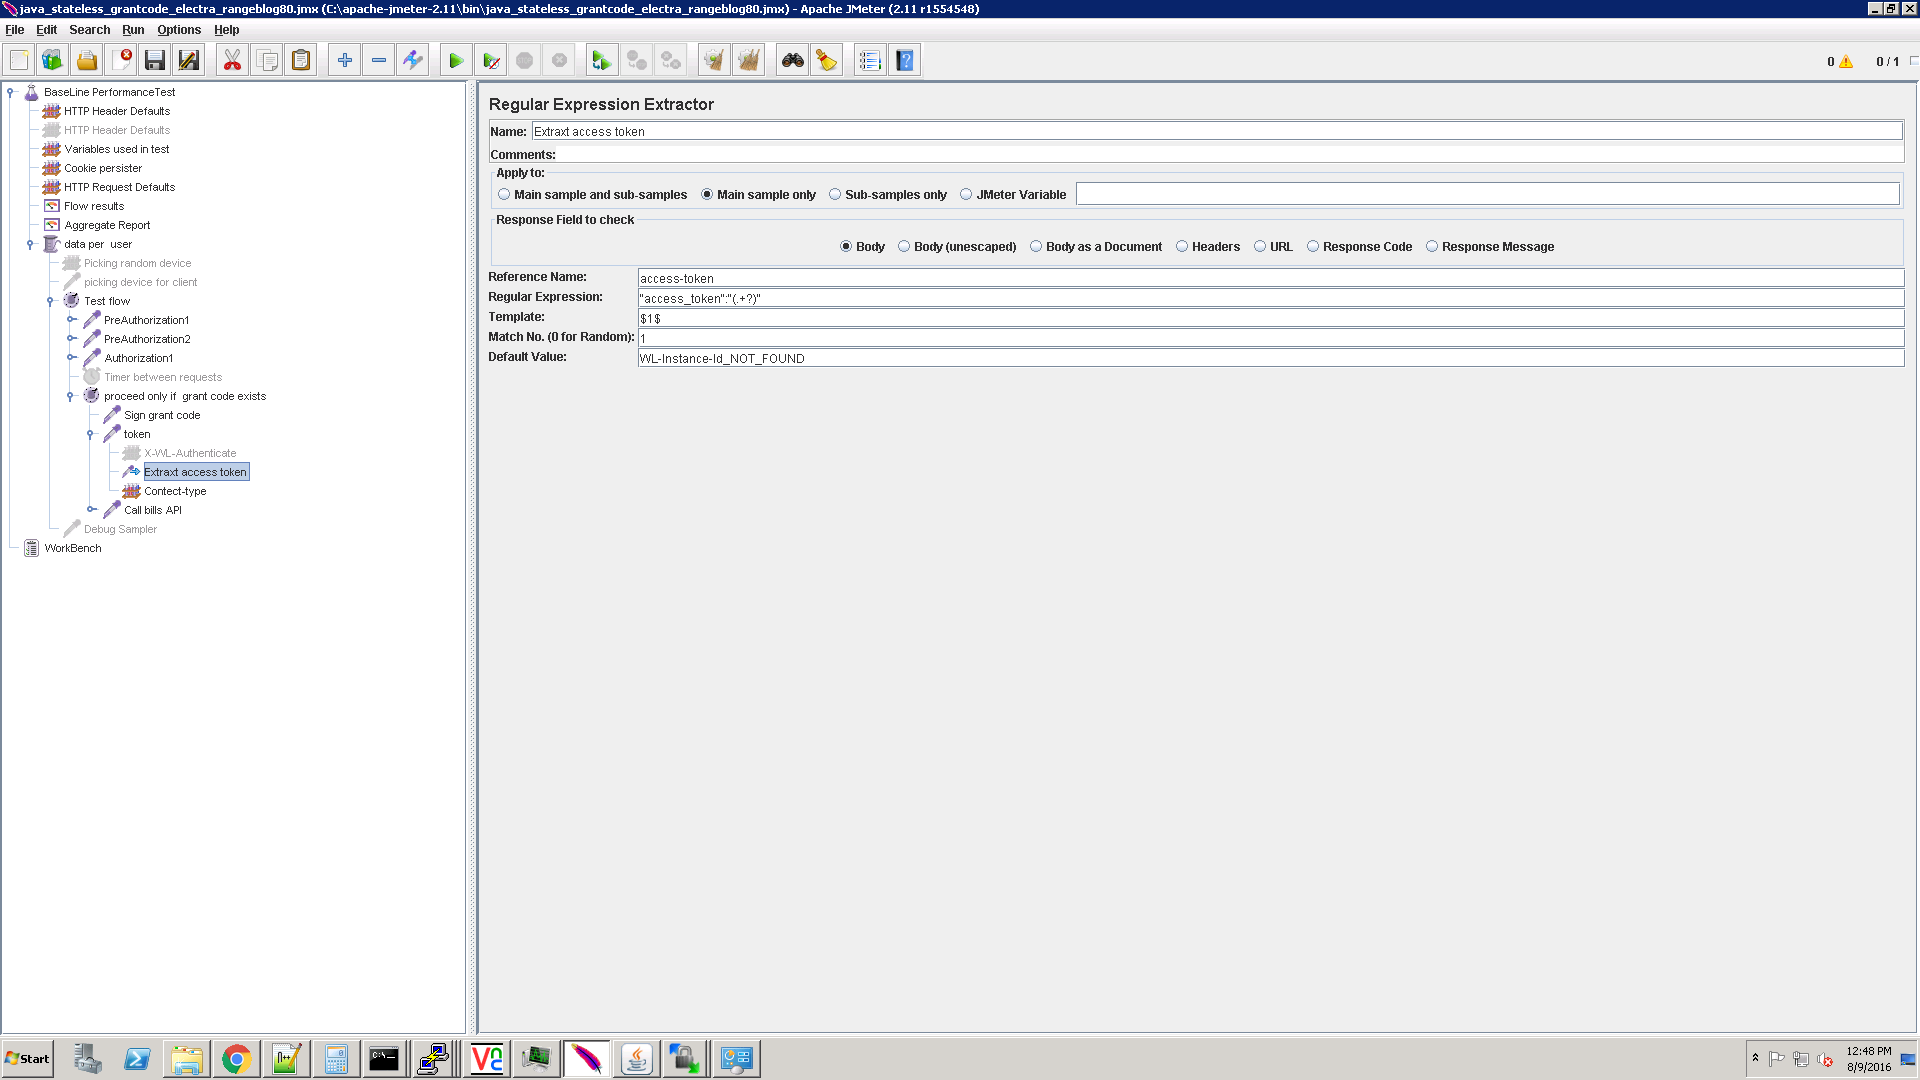 java_stateless_grantcode_electra_rangeblog80.jmx (C:\apache-jmeter-2.11\bin\java_stateless_grantcode_electra_rangeblog80.jmx) - Apache JMeter (2.11 r1554548)
File Edit Search Run Options Help
0 0 / 1
BaseLine PerformanceTest
HTTP Header Defaults
HTTP Header Defaults
Variables used in test
Cookie persister
HTTP Request Defaults
Flow results
Aggregate Report
data per user
Picking random device
picking device for client
Test flow
PreAuthorization1
PreAuthorization2
Authorization1
Timer between requests
proceed only if grant code exists
Sign grant code
token
X-WL-Authenticate
Extraxt access token
Contect-type
Call bills API
Debug Sampler
WorkBench
Regular Expression Extractor
Name: Extraxt access token
Comments:
Apply to:
Main sample and sub-samples Main sample only Sub-samples only JMeter Variable
Response Field to check
Body Body (unescaped) Body as a Document Headers URL Response Code Response Message
Reference Name: access-token
Regular Expression: "access_token":"(.+?)"
Template: $1$
Match No. (0 for Random): 1
Default Value: WL-Instance-Id_NOT_FOUND
Start
C:\_
N++
VNC
12:48 PM
8/9/2016